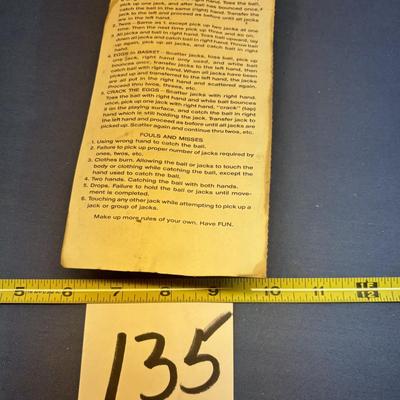 pick up one jack, and after ball has bounced once,
catch the ball in the same (right) hand. Transfer the
jack to the left and proceed as before until all jacks
are in the left hand.
2. Twos — Same as 1 except pick up two jacks at one
time. Then the next time pick up three and so on.
3. All jacks and ball in right hand. Toss ball upward, lay
down all jacks and catch ball in right hand. Throw ball
up again, pick up all jacks, and catch ball in right
hand.
4. EGGS in BASKET — Scatter jacks, toss ball, pick up
one jack, right hand only used, and while ball
bounces once, transfer jacks to the left hand, then
catch ball with right hand. When all jacks have been
picked up and transferred to the left hand, the jacks
are all put in the right hand and scattered again.
Proceed thru twos, threes, etc.
5. CRACK THE EGGS — Scatter jacks with right hand.
Toss ball with right hand and while ball bounces
once, pick up one jack with right hand, "crack" (tap)
it on the playing surface, and catch ball in the right
hand which is still holding the jack. Transfer jack to
the left hand and proceed as before until all jacks are
picked up. Scatter again and continue thru twos, etc.
FOULS AND MISSES
1. Using wrong hand to catch the ball.
2. Failure to pick up proper number of jacks required by
ones, twos, etc.
3. Clothes burn. Allowing the ball or jacks to touch the
body or clothing while catching the ball, except the
hand used to catch the ball.
4. Two hands. Catching the ball with both hands.
5. Drops. Failure to hold the ball or jacks until move-
ment is completed.
6. Touching any other jack while attempting to pick up a
jack or group of jacks.
Make up more rules of your own. Have FUN.
5 6 7 8 9 10 11 1F 12
135